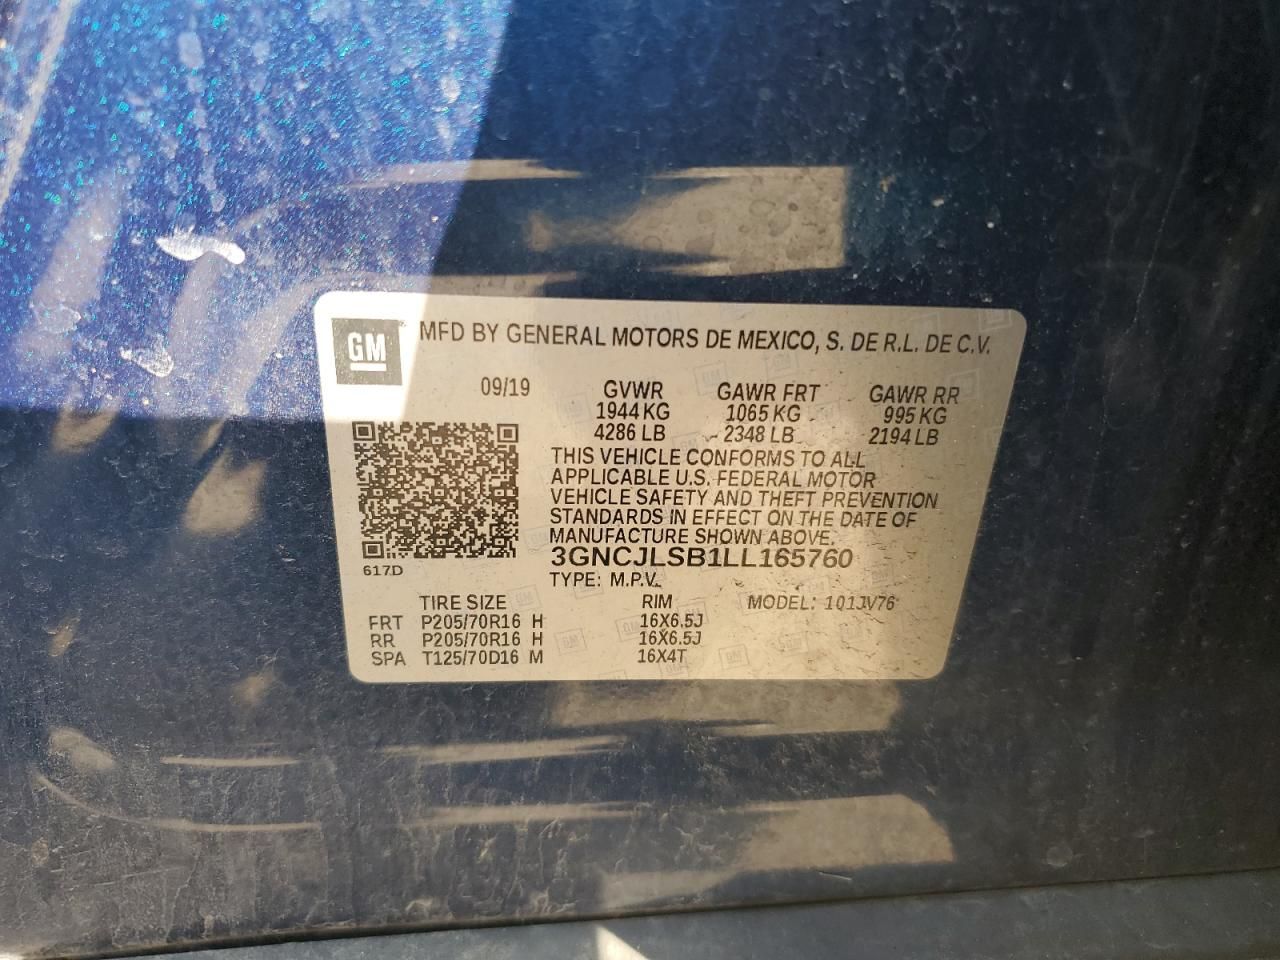 GM MFD BY GENERAL MOTORS DE MEXICO, S. DE R.L. DE C.V.
09/19 GVWR GAWR FRT GAWR RR
1944 KG 1065 KG 995 KG
4286 LB 2348 LB 2194 LB
THIS VEHICLE CONFORMS TO ALL
APPLICABLE U.S. FEDERAL MOTOR
VEHICLE SAFETY AND THEFT PREVENTION
STANDARDS IN EFFECT ON THE DATE OF
MANUFACTURE SHOWN ABOVE.
3GNCJLSB1LL165760
617D
TYPE: M.P.V.
TIRE SIZE RIM MODEL: 101JV76
FRT P205/70R16 H 16X6.5J
RR P205/70R16 H 16X6.5J
SPA T125/70D16 M 16X4T